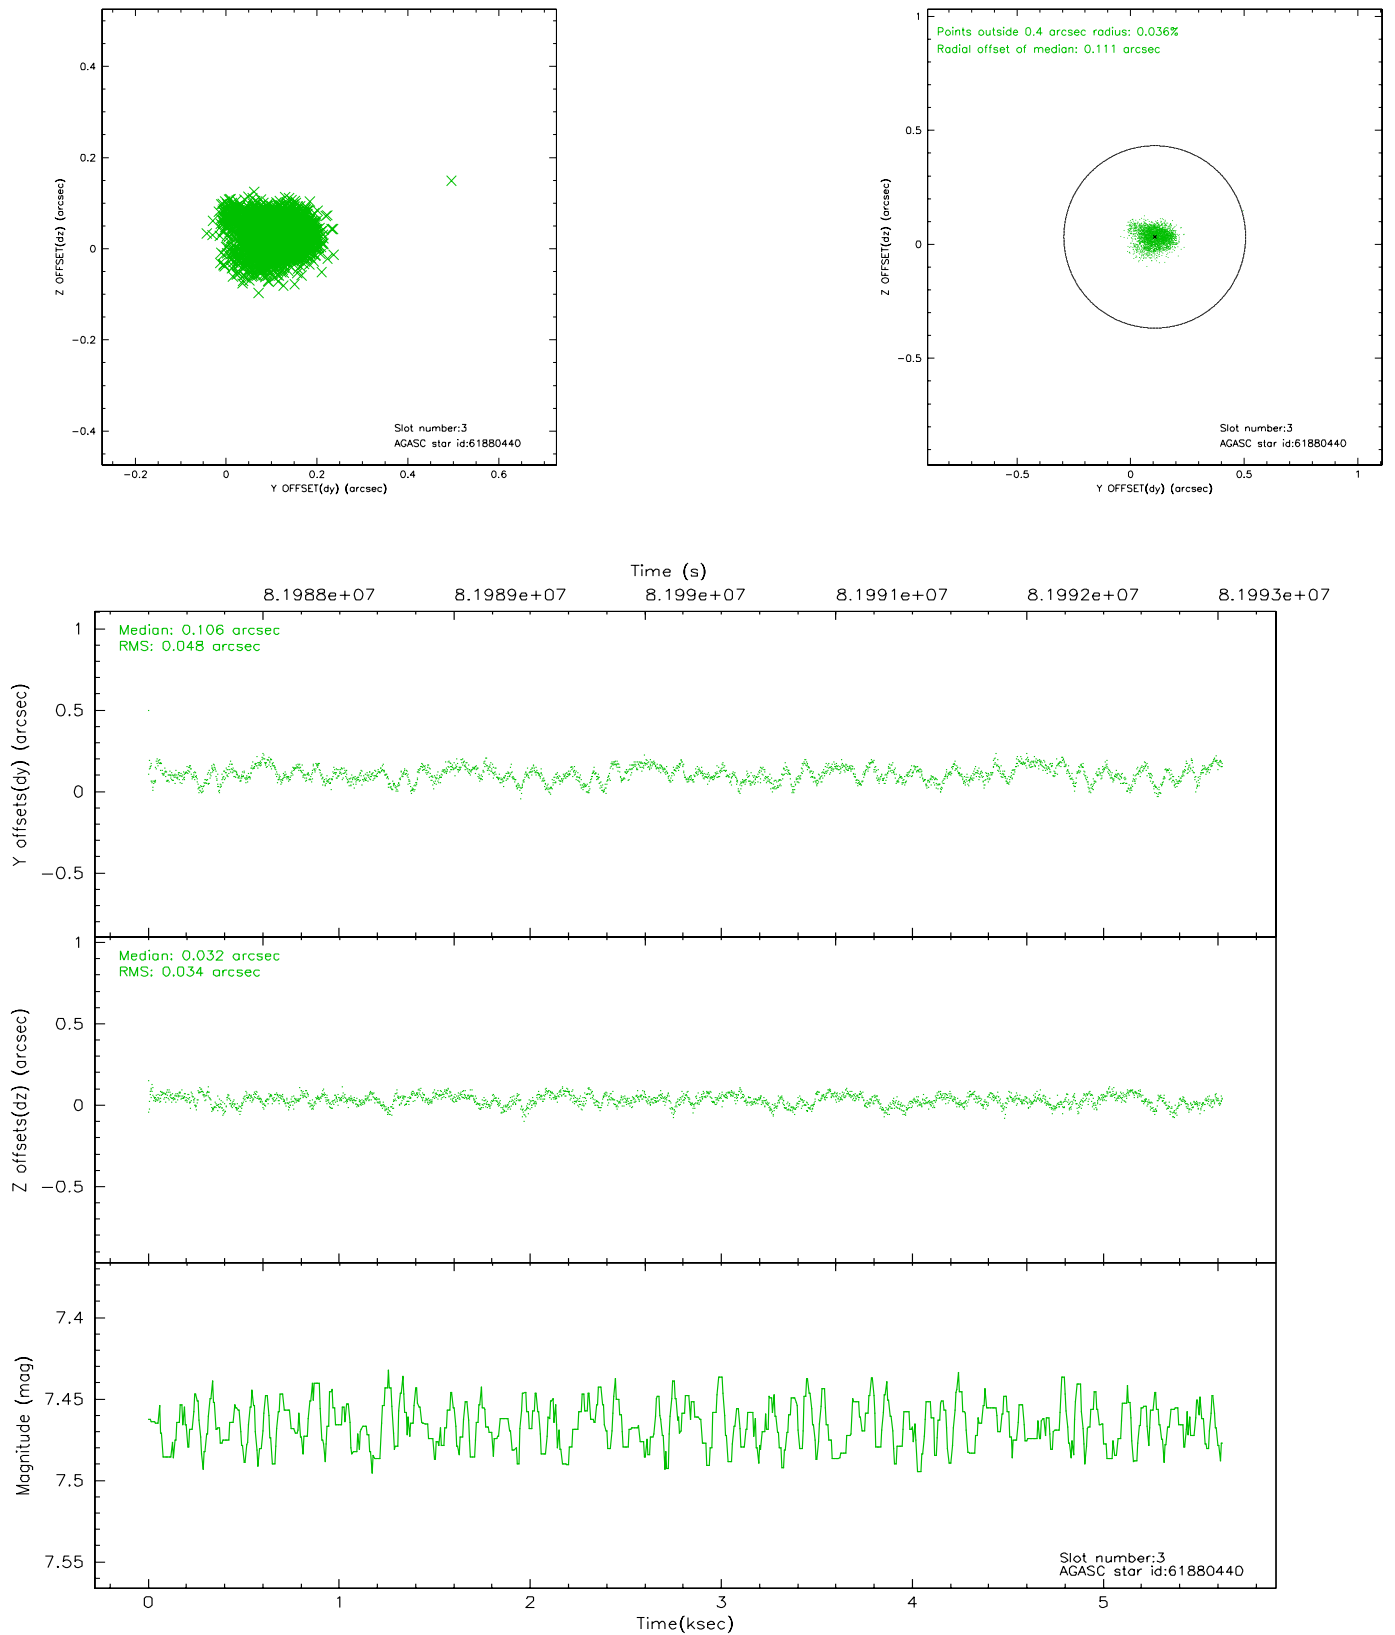 0.4
0.2
0
−0.2
−0.4
Z OFFSET(dz) (arcsec)
−0.2 0 0.2 0.4 0.6
Y OFFSET(dy) (arcsec)
Slot number:3
AGASC star id:61880440
Points outside 0.4 arcsec radius: 0.036%
Radial offset of median: 0.111 arcsec
1
0.5
0
−0.5
Z OFFSET(dz) (arcsec)
−0.5 0 0.5 1
Y OFFSET(dy) (arcsec)
Slot number:3
AGASC star id:61880440
Time (s)
8.1988e+07 8.1989e+07 8.199e+07 8.1991e+07 8.1992e+07 8.1993e+07
Median: 0.106 arcsec
RMS: 0.048 arcsec
1
0.5
0
−0.5
Y offsets(dy) (arcsec)
Median: 0.032 arcsec
RMS: 0.034 arcsec
1
0.5
0
−0.5
Z offsets(dz) (arcsec)
7.4
7.45
7.5
7.55
Magnitude (mag)
Slot number:3
AGASC star id:61880440
0 1 2 3 4 5
Time(ksec)